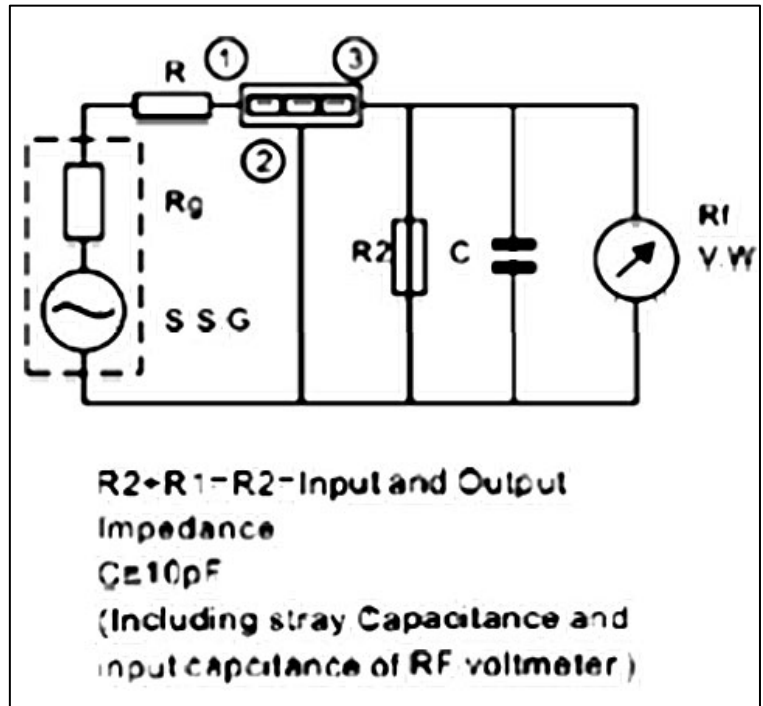 R
1
3
2
Rg
S S G
R2
C
Rf
V.W
R2+R1-R2-Input and Output
Impedance
C≅10pF
(Including stray Capacitance and
input capcitance of RF voltmeter)